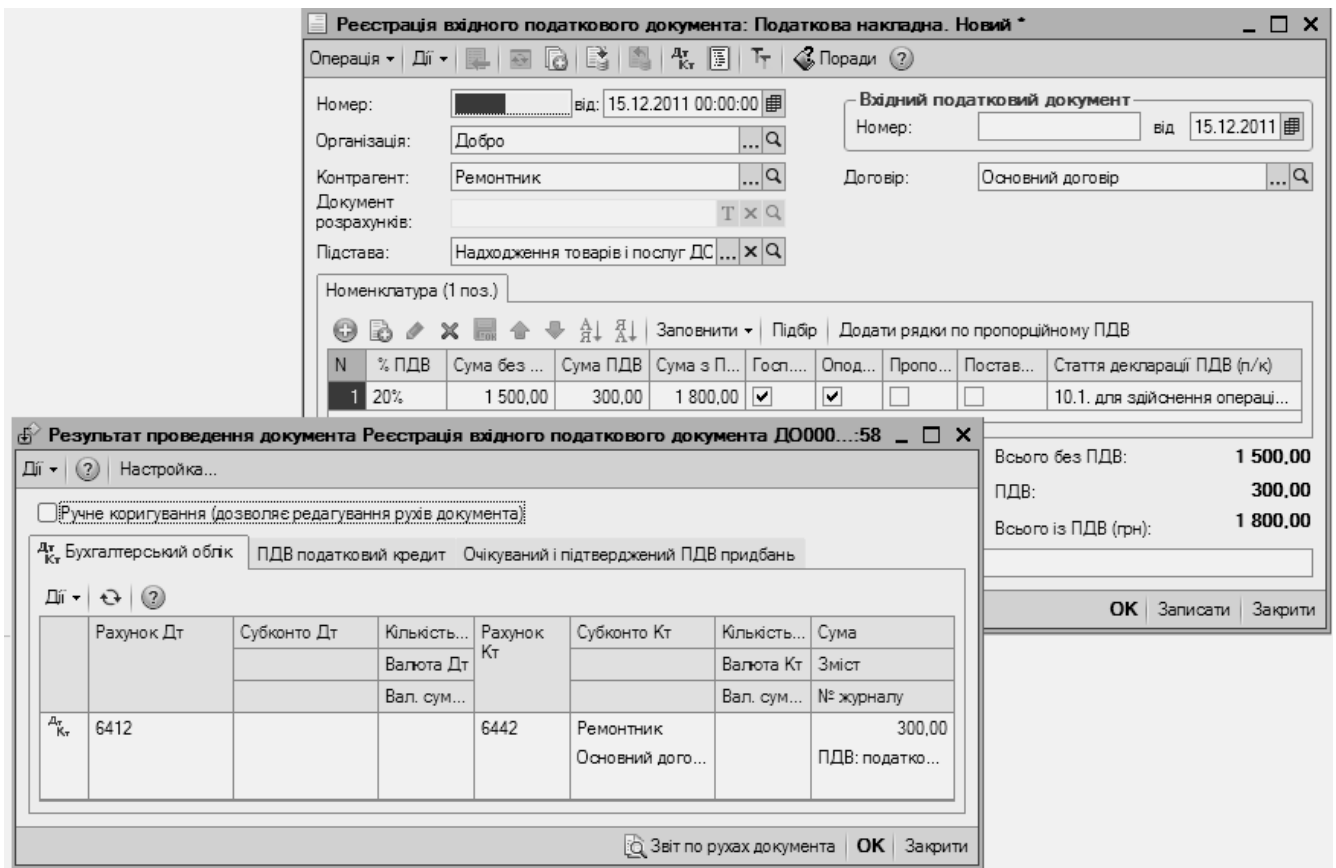 Реєстрація вхідного податкового документа: Податкова накладна. Новий *
Операція Дії Дт Кт Тт Поради ?
Номер: від: 15.12.2011 00:00:00
Вхідний податковий документ
Номер: від 15.12.2011
Організація: Добро ...
Контрагент: Ремонтник ... Договір: Основний договір ...
Документ розрахунків: T
Підстава: Надходження товарів і послуг ДО ...
Номенклатура (1 поз.)
Заповнити Підбір Додати рядки по пропорційному ПДВ
N % ПДВ Сума без ... Сума ПДВ Сума з П... Госп.... Опод... Пропо... Постав... Стаття декларації ПДВ (п/к)
1 20% 1 500,00 300,00 1 800,00 10.1. для здійснення операці...
Всього без ПДВ: 1 500,00
ПДВ: 300,00
Всього із ПДВ (грн): 1 800,00
OK Записати Закрити
Результат проведення документа Реєстрація вхідного податкового документа ДО000...:58
Дії ? Настройка...
Ручне коригування (дозволяє редагування рухів документа)
Дт Кт Бухгалтерський облік ПДВ податковий кредит Очікуваний і підтверджений ПДВ придбань
Дії ?
Рахунок Дт Субконто Дт Кількість... Рахунок Кт Субконто Кт Кількість... Сума
Валюта Дт Валюта Кт Зміст
Вал. сум... Вал. сум... № журналу
Дт Кт 6412 6442 Ремонтник 300,00
Основний дого... ПДВ: податко...
Звіт по рухах документа OK Закрити